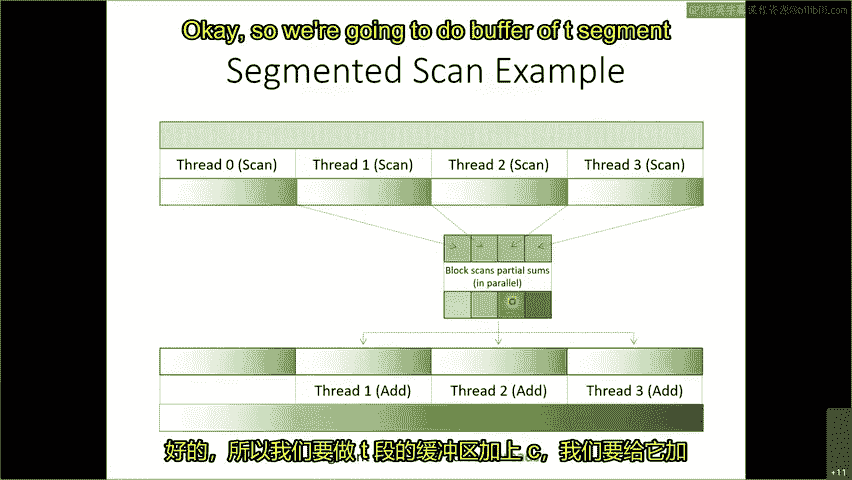 Okay, so we're going to do buffer of t segment
Segmented Scan Example
Thread 0 (Scan)
Thread 1 (Scan)
Thread 2 (Scan)
Thread 3 (Scan)
Block scans partial sums
(in parallel)
Thread 1 (Add)
Thread 2 (Add)
Thread 3 (Add)
好的，所以我们要做 t 段的缓冲区加上 c，我们要给它加
+11